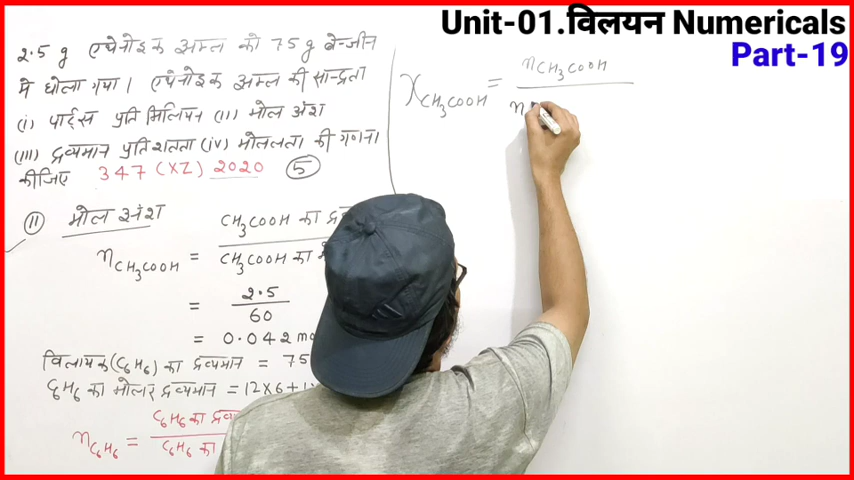 Unit-01.विलयन Numericals
Part-19
2.5 g एथेनोइक अम्ल को 75 g बेन्जीन
मे घोला गया। एथेनोइक अम्ल की सान्द्रता
(i) पार्ट्स प्रति मिलियन (ii) मोल अंश
(iii) द्रव्यमान प्रतिशतता (iv) मोललता की गणना
कीजिए 347 (XZ) 2020 5
(II) मोल अंश
CH3COOH का द्र
nCH3COOH = CH3COOH का
= 2.5
60
= 0.042 mo
विलायक(C6H6) का द्रव्यमान = 75
C6H6 का मोलर द्रव्यमान = 12×6+1
C6H6 का द्रव्य
nC6H6 = C6H6 का
XCH3COOH = nCH3COOH
n